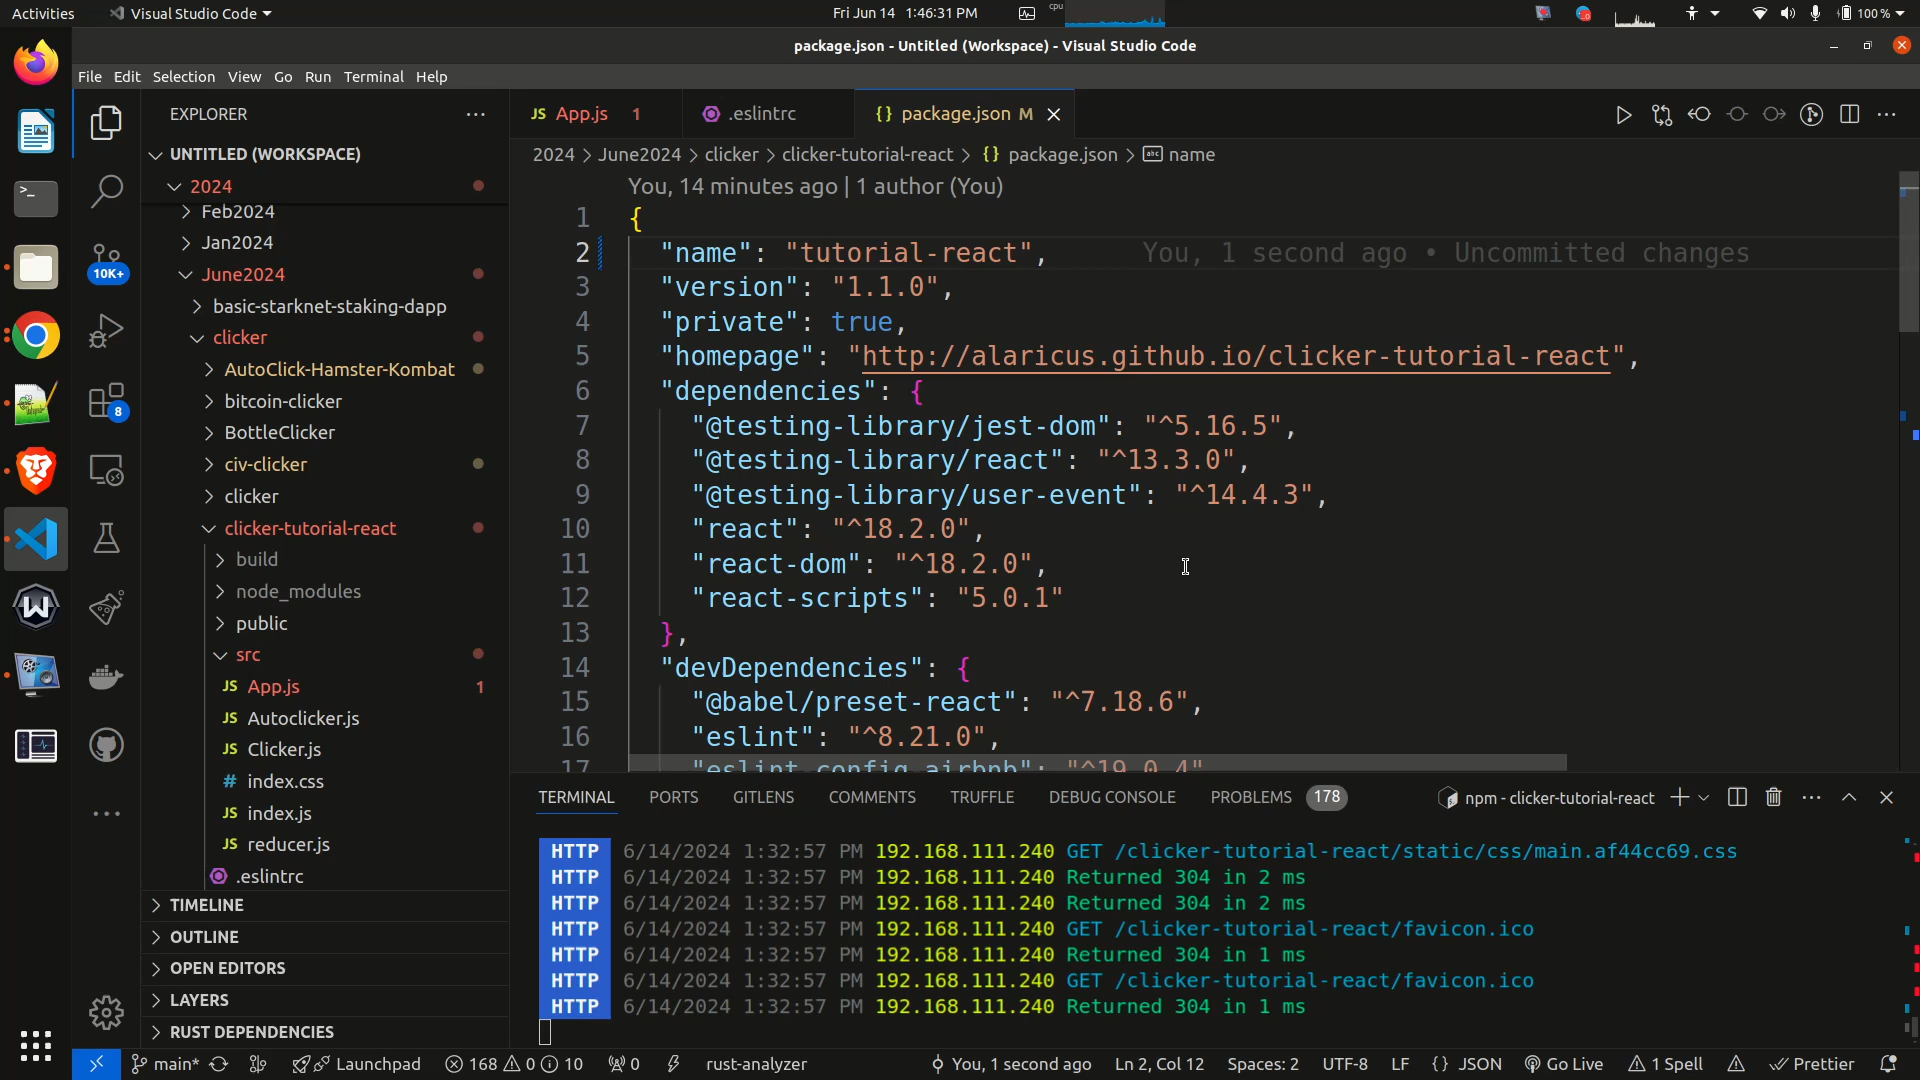 Activities
Visual Studio Code
Fri Jun 14 1:46:31 PM
cpu
100 %
package.json - Untitled (Workspace) - Visual Studio Code
File Edit Selection View Go Run Terminal Help
EXPLORER
UNTITLED (WORKSPACE)
2024
Feb2024
Jan2024
June2024
basic-starknet-staking-dapp
clicker
AutoClick-Hamster-Kombat
bitcoin-clicker
BottleClicker
civ-clicker
clicker
clicker-tutorial-react
build
node_modules
public
src
JS App.js 1
JS Autoclicker.js
JS Clicker.js
# index.css
JS index.js
JS reducer.js
.eslintrc
TIMELINE
OUTLINE
OPEN EDITORS
LAYERS
RUST DEPENDENCIES
10K+
8
JS App.js 1
.eslintrc
{} package.json M
2024 > June2024 > clicker > clicker-tutorial-react > {} package.json > abc name
You, 14 minutes ago | 1 author (You)
1 {
2 "name": "tutorial-react", You, 1 second ago • Uncommitted changes
3 "version": "1.1.0",
4 "private": true,
5 "homepage": "http://alaricus.github.io/clicker-tutorial-react",
6 "dependencies": {
7 "@testing-library/jest-dom": "^5.16.5",
8 "@testing-library/react": "^13.3.0",
9 "@testing-library/user-event": "^14.4.3",
10 "react": "^18.2.0",
11 "react-dom": "^18.2.0",
12 "react-scripts": "5.0.1"
13 },
14 "devDependencies": {
15 "@babel/preset-react": "^7.18.6",
16 "eslint": "^8.21.0",
17 "eslint-config-airbnb": "^19.0.4"
TERMINAL PORTS GITLENS COMMENTS TRUFFLE DEBUG CONSOLE PROBLEMS 178
npm - clicker-tutorial-react
HTTP 6/14/2024 1:32:57 PM 192.168.111.240 GET /clicker-tutorial-react/static/css/main.af44cc69.css
HTTP 6/14/2024 1:32:57 PM 192.168.111.240 Returned 304 in 2 ms
HTTP 6/14/2024 1:32:57 PM 192.168.111.240 Returned 304 in 2 ms
HTTP 6/14/2024 1:32:57 PM 192.168.111.240 GET /clicker-tutorial-react/favicon.ico
HTTP 6/14/2024 1:32:57 PM 192.168.111.240 Returned 304 in 1 ms
HTTP 6/14/2024 1:32:57 PM 192.168.111.240 GET /clicker-tutorial-react/favicon.ico
HTTP 6/14/2024 1:32:57 PM 192.168.111.240 Returned 304 in 1 ms
main* Launchpad 168 0 10 0 rust-analyzer You, 1 second ago Ln 2, Col 12 Spaces: 2 UTF-8 LF {} JSON Go Live 1 Spell Prettier